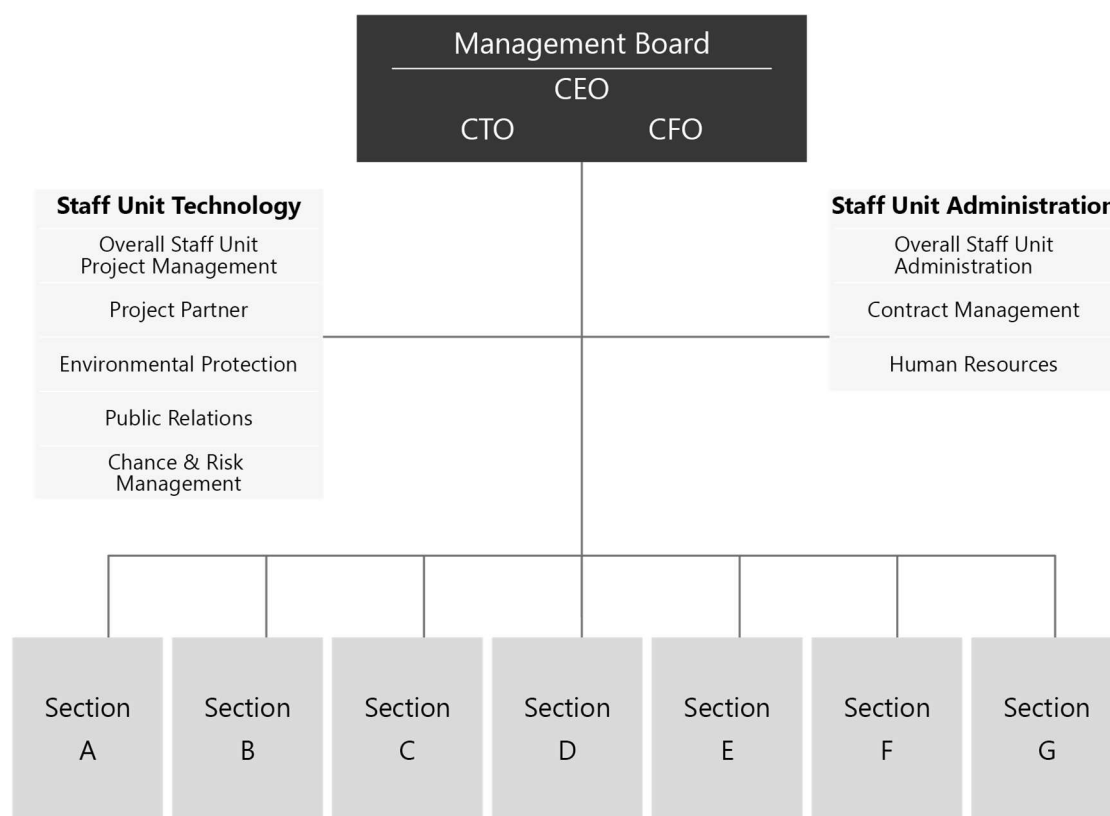 Management Board
CEO
CTO CFO
Staff Unit Technology
Overall Staff Unit
Project Management
Project Partner
Environmental Protection
Public Relations
Chance & Risk
Management
Staff Unit Administration
Overall Staff Unit
Administration
Contract Management
Human Resources
Section
A
Section
B
Section
C
Section
D
Section
E
Section
F
Section
G